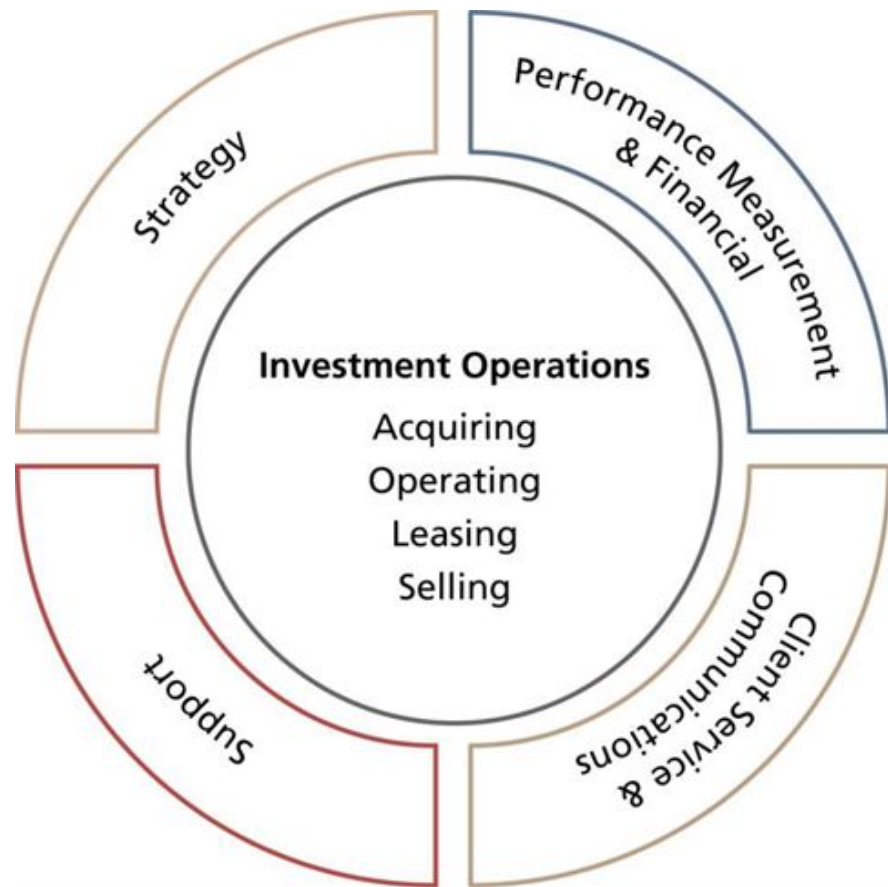 Strategy
Performance Measurement
& Financial
Investment Operations
Acquiring
Operating
Leasing
Selling
Support
Client Service &
Communications